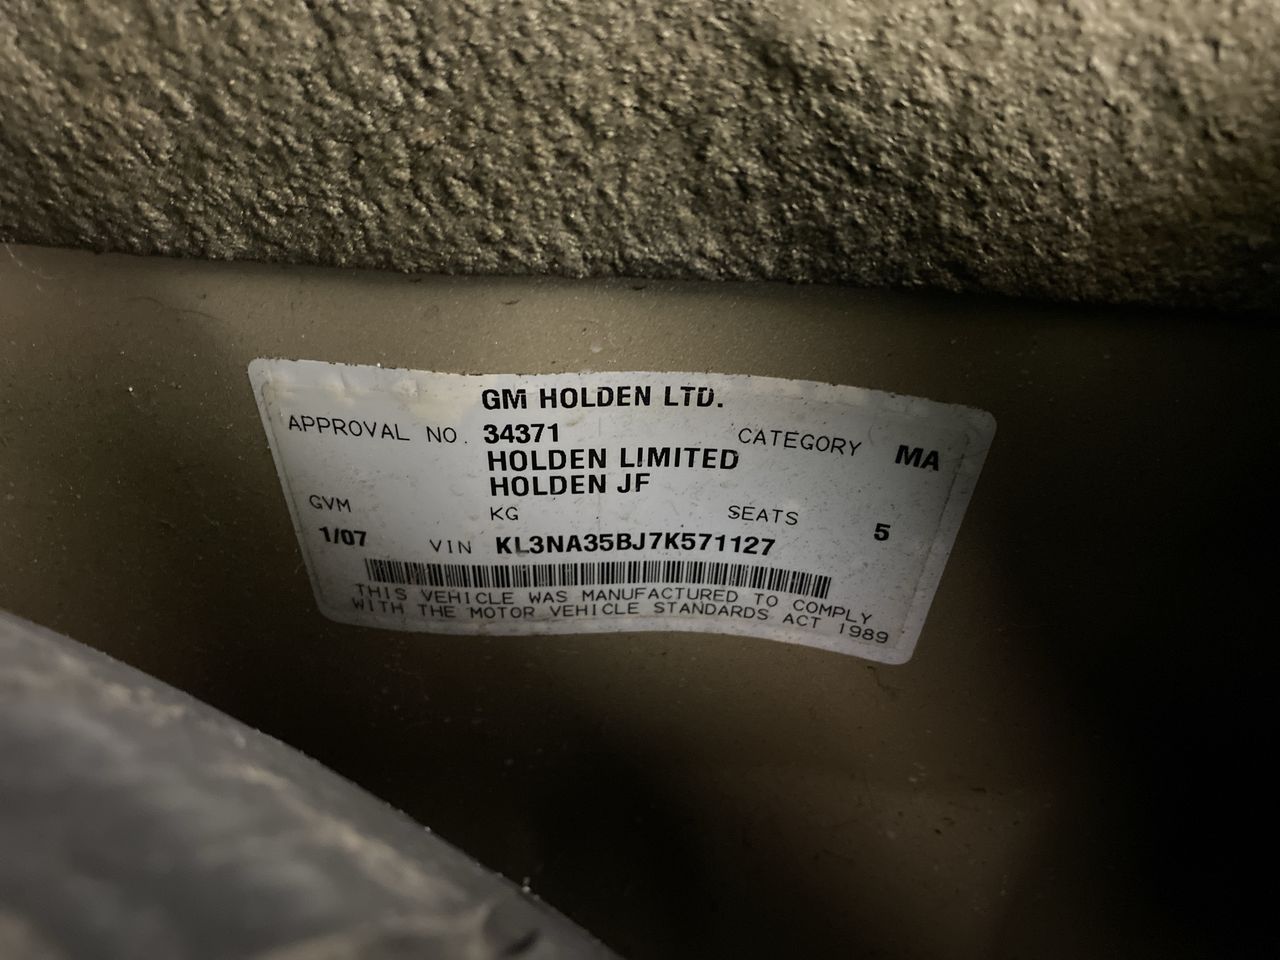 GM HOLDEN LTD.
APPROVAL NO. 34371 CATEGORY MA
HOLDEN LIMITED
HOLDEN JF
GVM KG SEATS 5
1/07 VIN KL3NA35BJ7K571127
THIS VEHICLE WAS MANUFACTURED TO COMPLY
WITH THE MOTOR VEHICLE STANDARDS ACT 1989